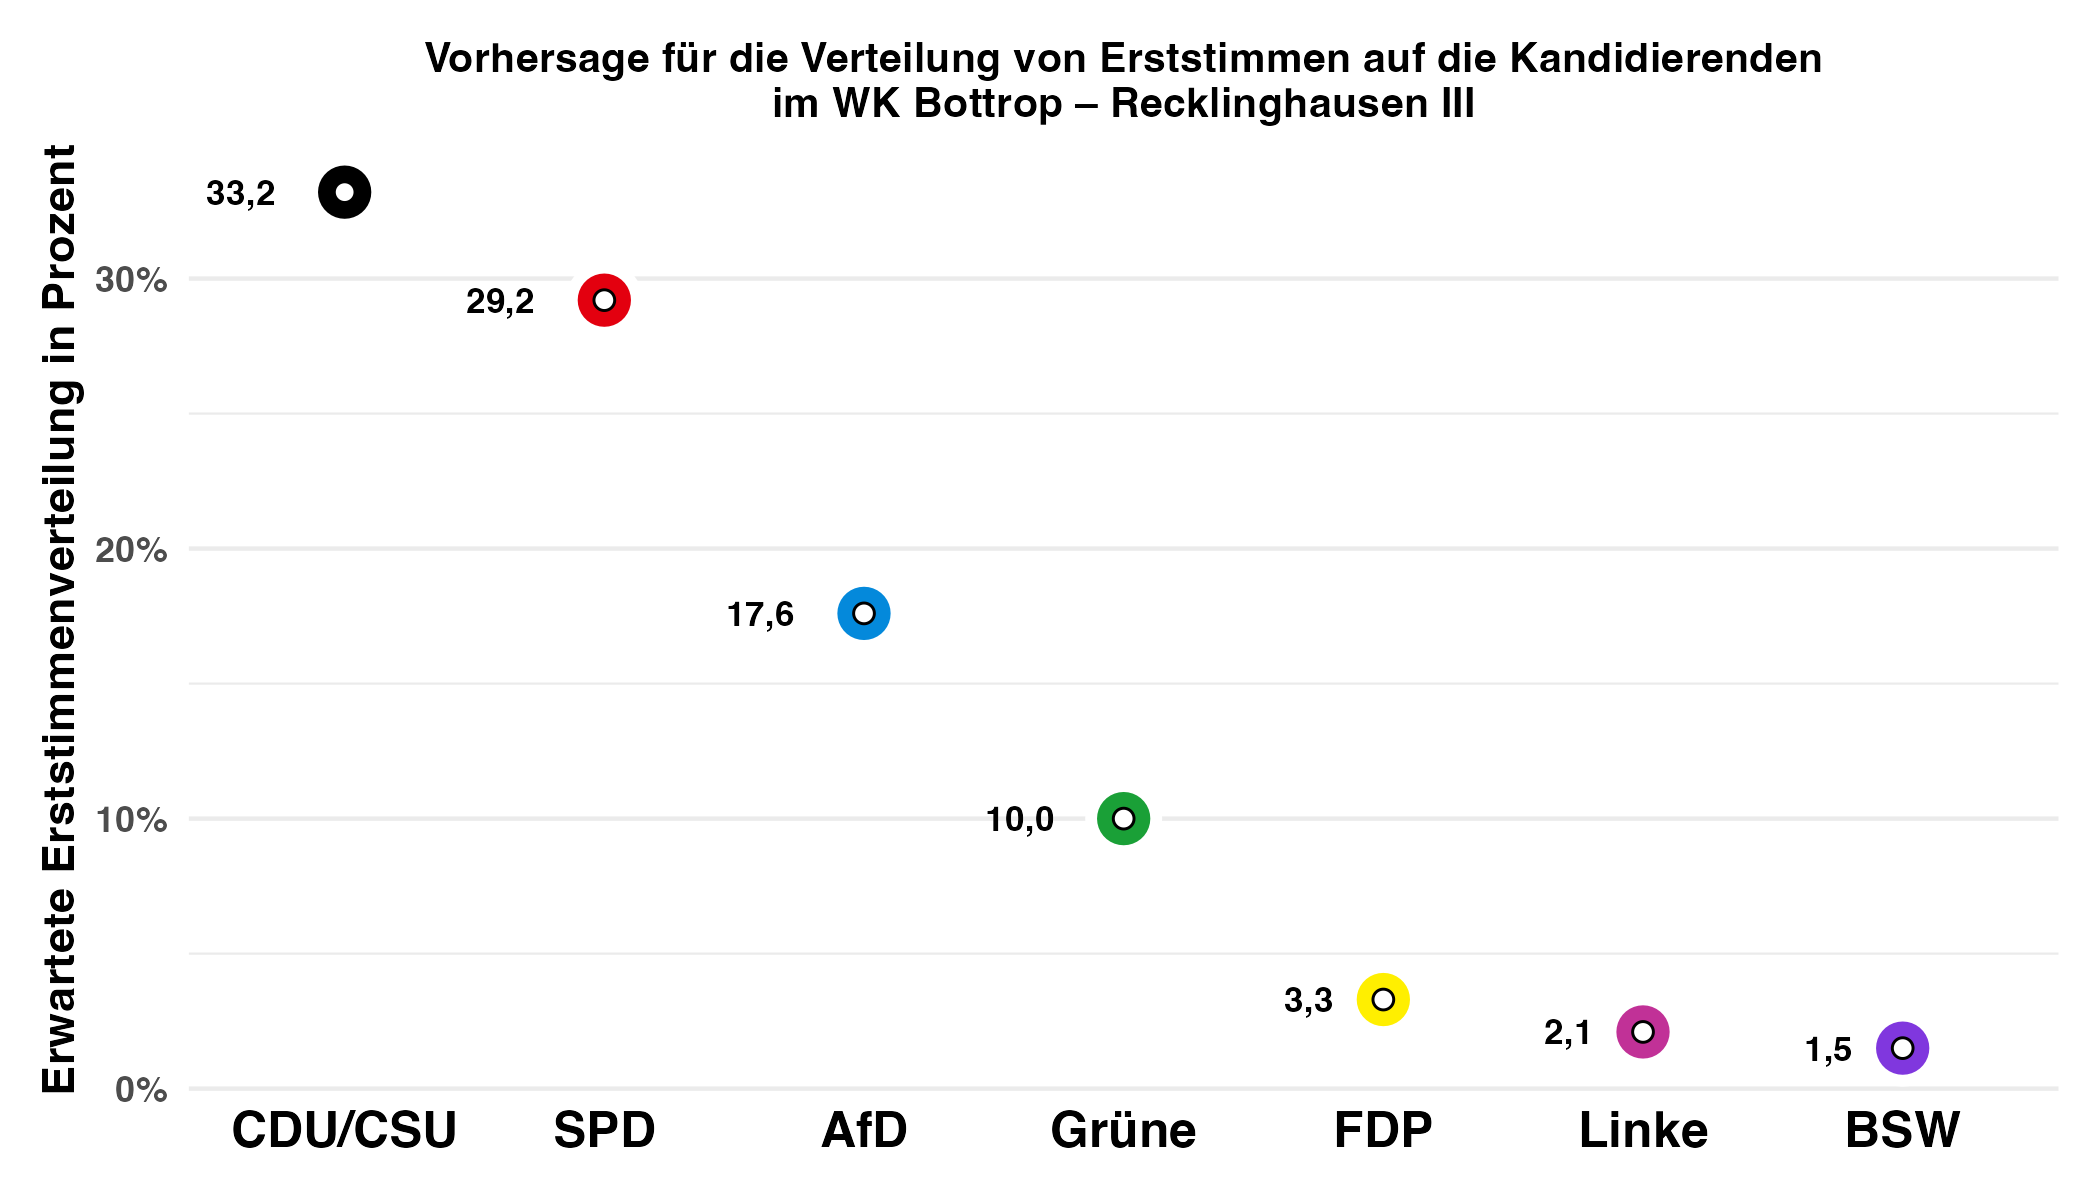 Vorhersage für die Verteilung von Erststimmen auf die Kandidierenden
im WK Bottrop – Recklinghausen III
Erwartete Erststimmenverteilung in Prozent
33,2
30%
29,2
20%
17,6
10%
10,0
3,3
2,1
1,5
0%
CDU/CSU SPD AfD Grüne FDP Linke BSW